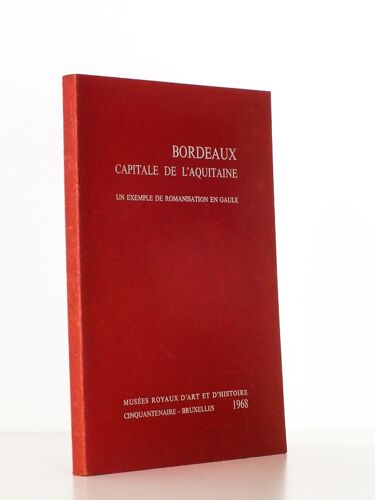 BORDEAUX
CAPITALE DE L'AQUITAINE
UN EXEMPLE DE ROMANISATION EN GAULE
MUSÉES ROYAUX D'ART ET D'HISTOIRE
CINQUANTENAIRE - BRUXELLES 1968